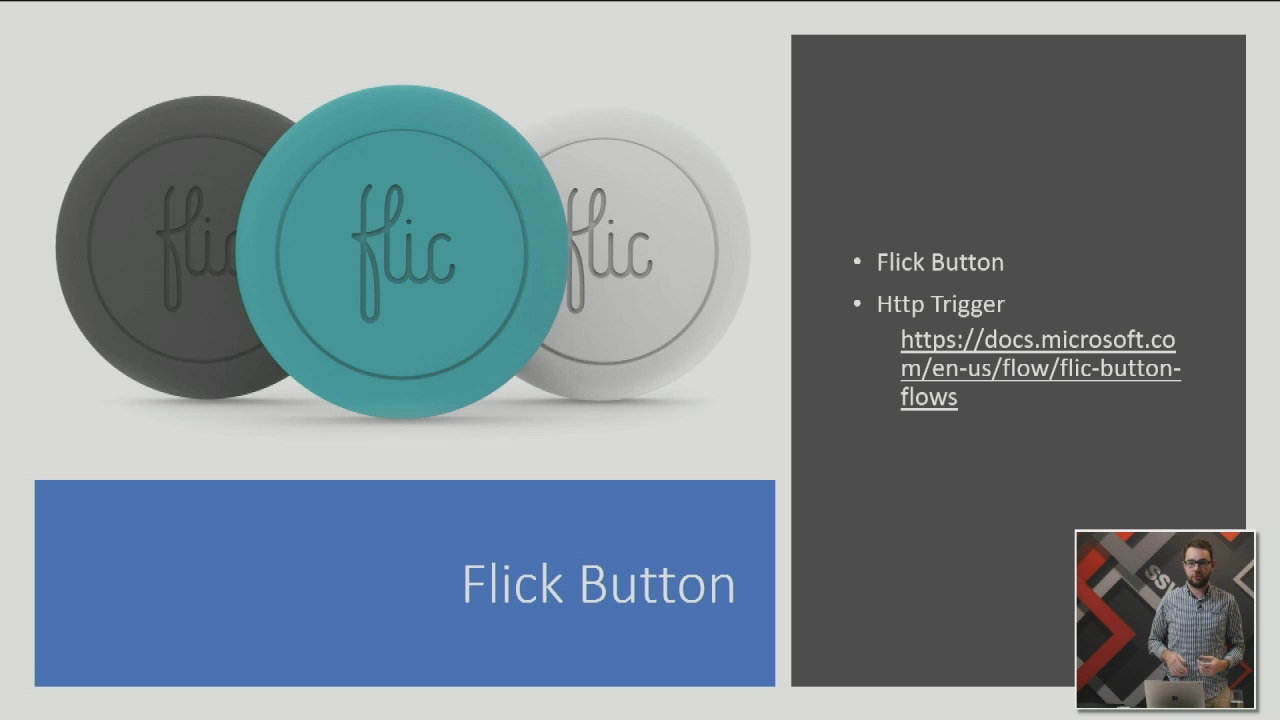 flic
flic
flic
Flick Button
Http Trigger
https://docs.microsoft.co
m/en-us/flow/flic-button-
flows
Flick Button
SS